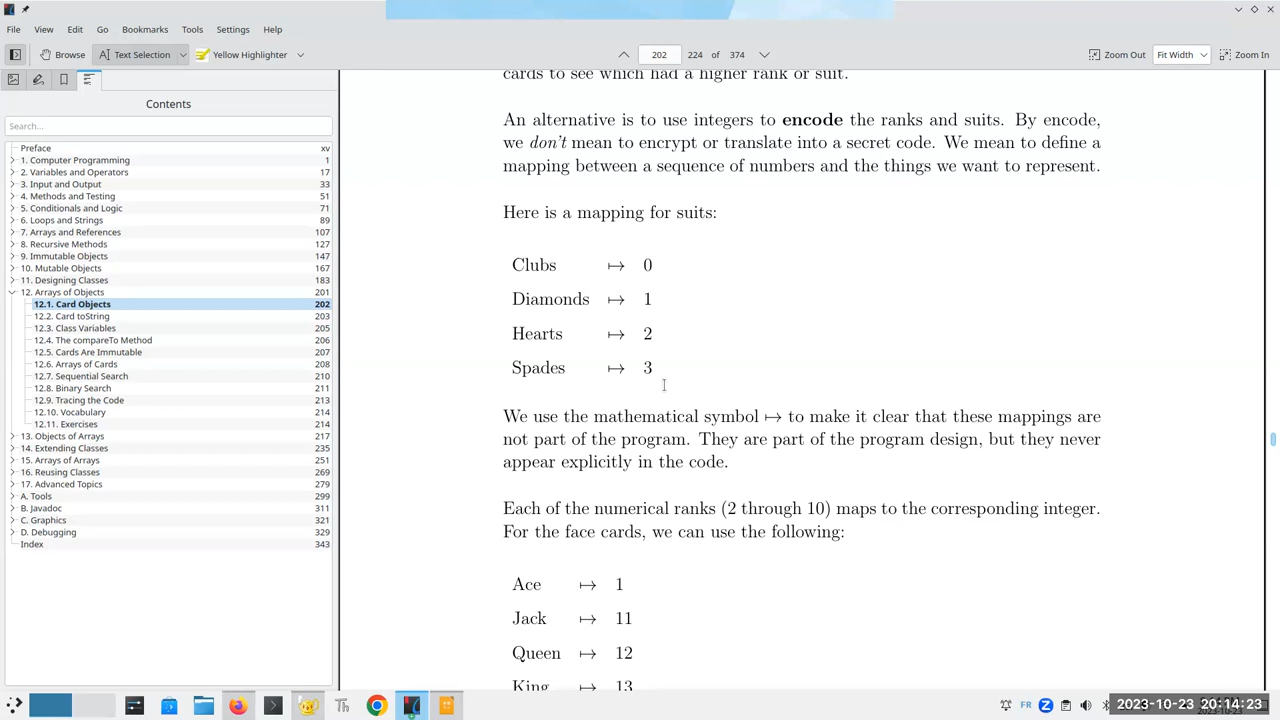 File View Edit Go Bookmarks Tools Settings Help
Browse Text Selection Yellow Highlighter 202 224 of 374 Zoom Out Fit Width Zoom In
Contents
Search...
Preface xv
1. Computer Programming 1
2. Variables and Operators 17
3. Input and Output 33
4. Methods and Testing 51
5. Conditionals and Logic 71
6. Loops and Strings 89
7. Arrays and References 107
8. Recursive Methods 127
9. Immutable Objects 147
10. Mutable Objects 167
11. Designing Classes 183
12. Arrays of Objects 201
12.1. Card Objects 202
12.2. Card toString 203
12.3. Class Variables 205
12.4. The compareTo Method 206
12.5. Cards Are Immutable 207
12.6. Arrays of Cards 208
12.7. Sequential Search 210
12.8. Binary Search 211
12.9. Tracing the Code 213
12.10. Vocabulary 214
12.11. Exercises 214
13. Objects of Arrays 217
14. Extending Classes 235
15. Arrays of Arrays 251
16. Reusing Classes 269
17. Advanced Topics 279
A. Tools 299
B. Javadoc 311
C. Graphics 321
D. Debugging 329
Index 343
cards to see which had a higher rank or suit.
An alternative is to use integers to encode the ranks and suits. By encode,
we don't mean to encrypt or translate into a secret code. We mean to define a
mapping between a sequence of numbers and the things we want to represent.
Here is a mapping for suits:
Clubs ↦ 0
Diamonds ↦ 1
Hearts ↦ 2
Spades ↦ 3
We use the mathematical symbol ↦ to make it clear that these mappings are
not part of the program. They are part of the program design, but they never
appear explicitly in the code.
Each of the numerical ranks (2 through 10) maps to the corresponding integer.
For the face cards, we can use the following:
Ace ↦ 1
Jack ↦ 11
Queen ↦ 12
King ↦ 13
Th FR Z 2023-10-23 20:14:23